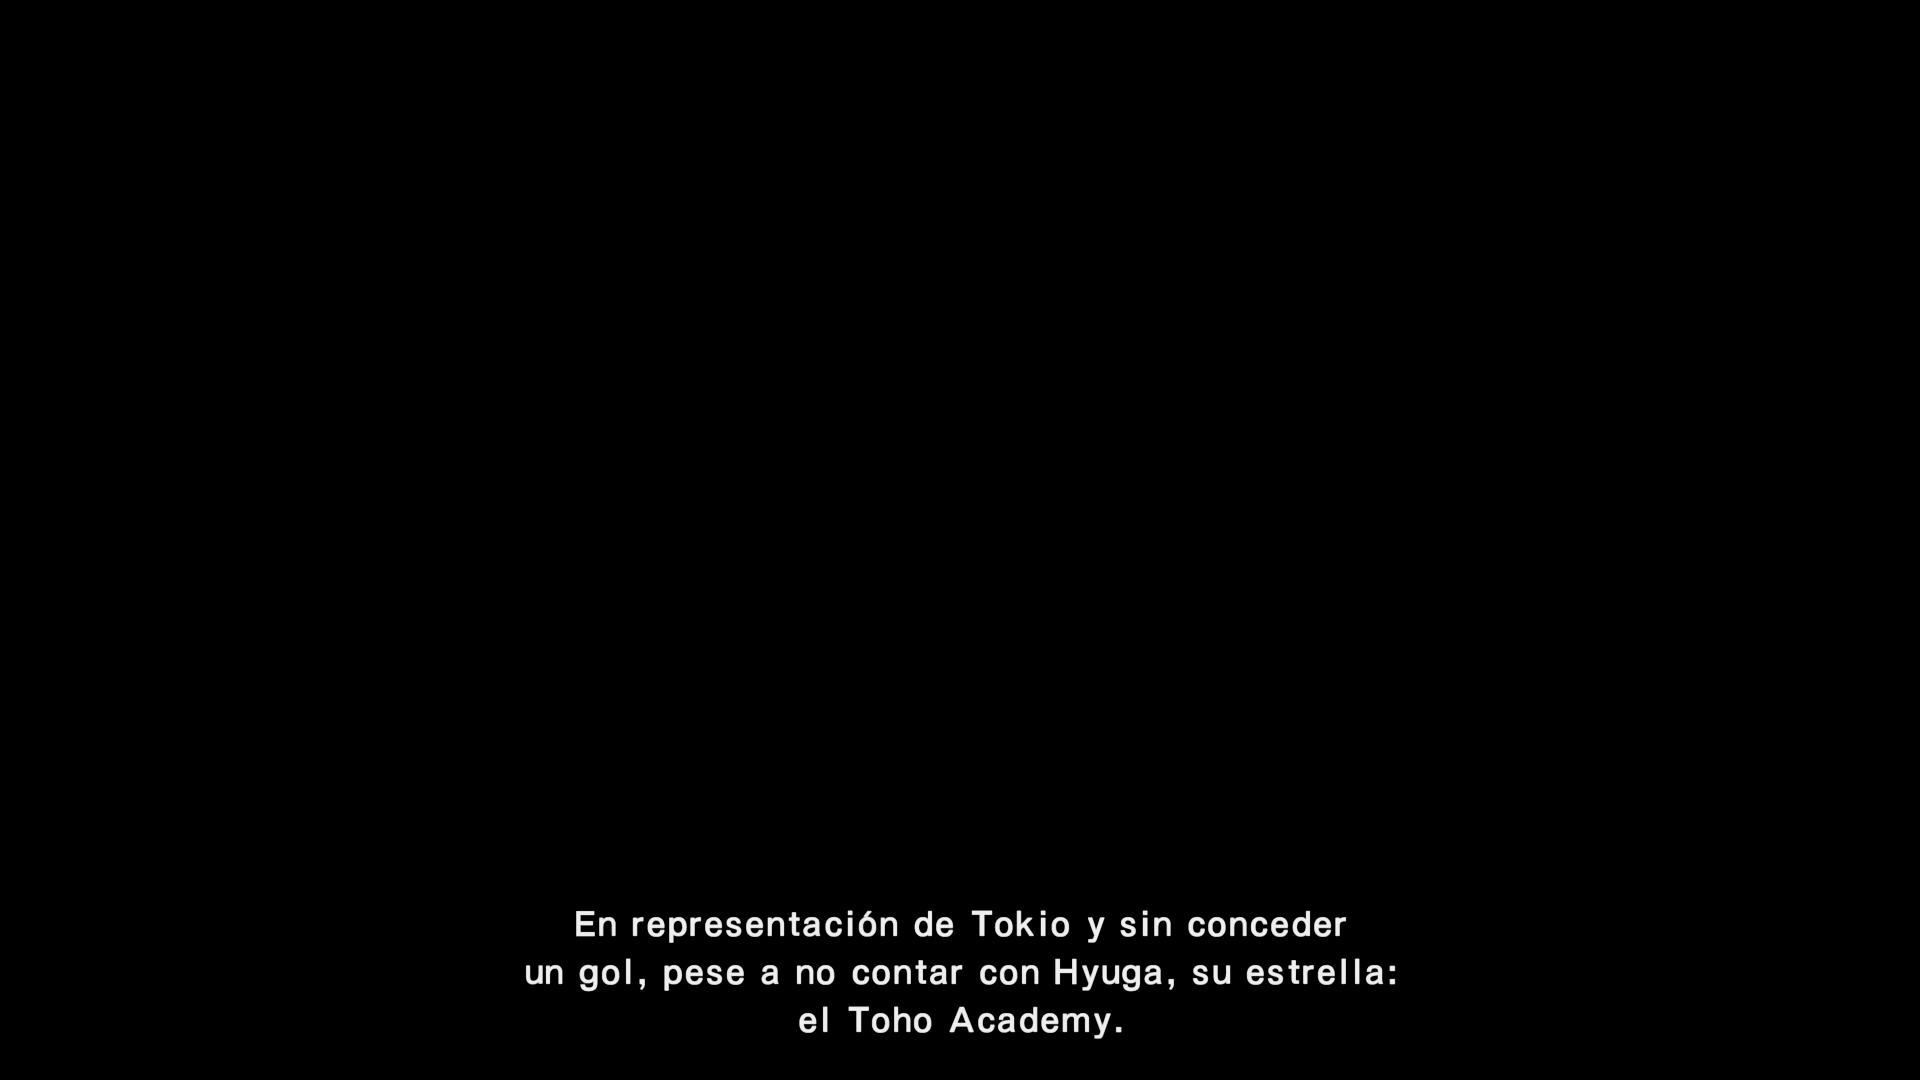 En representación de Tokio y sin conceder
un gol, pese a no contar con Hyuga, su estrella:
el Toho Academy.